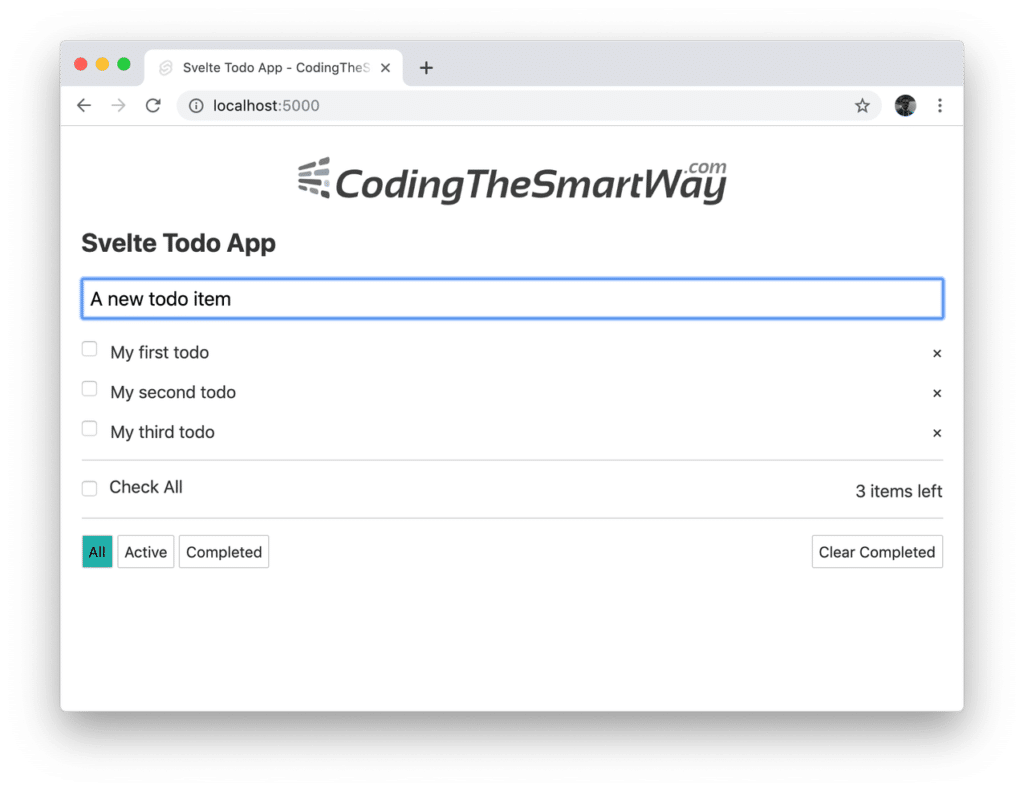 Svelte Todo App - CodingTheS
localhost:5000
CodingTheSmartWay.com
Svelte Todo App
A new todo item
My first todo
My second todo
My third todo
Check All
3 items left
All Active Completed Clear Completed